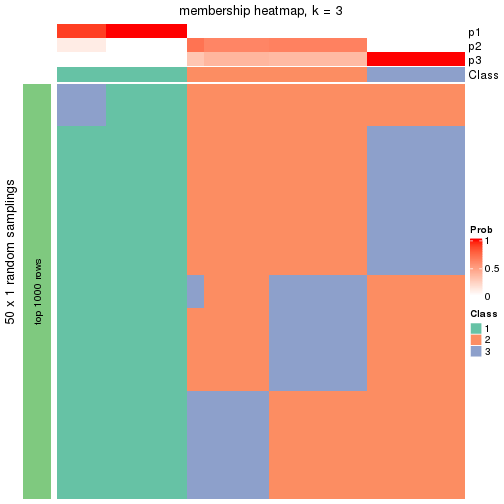 membership heatmap, k = 3
p1
p2
p3
Class
50 x 1 random samplings
top 1000 rows
Prob
1
0.5
0
Class
1
2
3